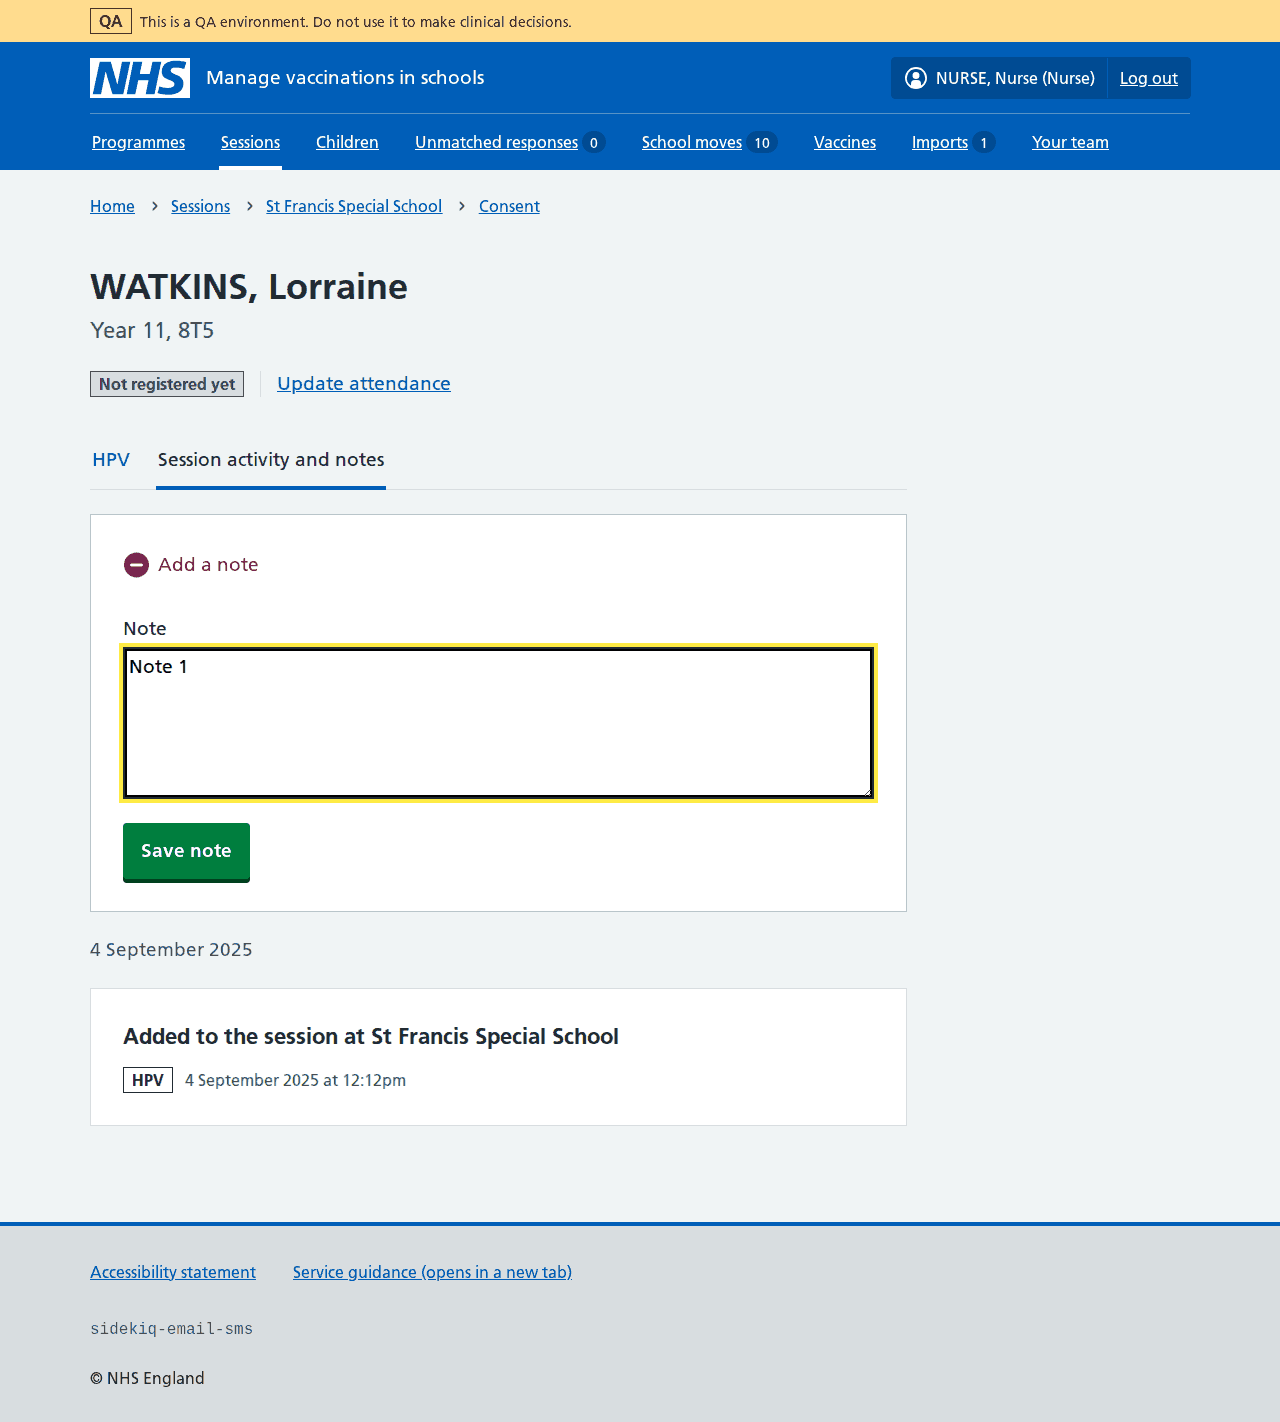 QA This is a QA environment. Do not use it to make clinical decisions.
NHS Manage vaccinations in schools NURSE, Nurse (Nurse) Log out
Programmes Sessions Children Unmatched responses 0 School moves 10 Vaccines Imports 1 Your team
Home › Sessions › St Francis Special School › Consent
WATKINS, Lorraine
Year 11, 8T5
Not registered yet Update attendance
HPV Session activity and notes
Add a note
Note
Note 1
Save note
4 September 2025
Added to the session at St Francis Special School
HPV 4 September 2025 at 12:12pm
Accessibility statement Service guidance (opens in a new tab)
sidekiq-email-sms
© NHS England